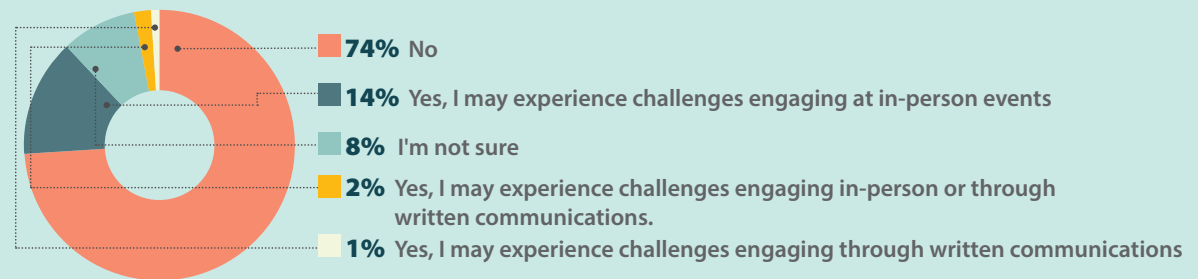 74% No
14% Yes, I may experience challenges engaging at in-person events
8% I'm not sure
2% Yes, I may experience challenges engaging in-person or through
written communications.
1% Yes, I may experience challenges engaging through written communications